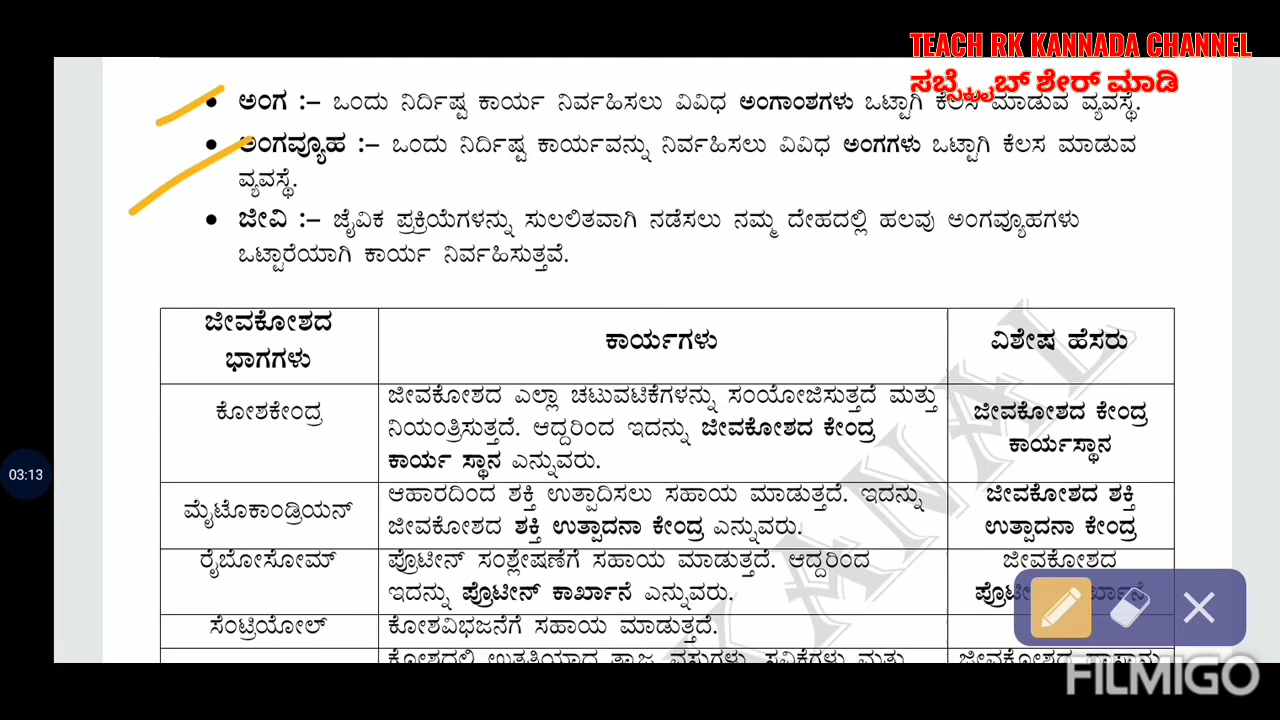 TEACH RK KANNADA CHANNEL
ಸಬ್ಸ್ಕ್ರೈಬ್ ಶೇರ್ ಮಾಡಿ
• ಅಂಗ :– ಒಂದು ನಿರ್ದಿಷ್ಟ ಕಾರ್ಯ ನಿರ್ವಹಿಸಲು ವಿವಿಧ ಅಂಗಾಂಶಗಳು ಒಟ್ಟಾಗಿ ಕೆಲಸ ಮಾಡುವ ವ್ಯವಸ್ಥೆ.
• ಅಂಗವ್ಯೂಹ :– ಒಂದು ನಿರ್ದಿಷ್ಟ ಕಾರ್ಯವನ್ನು ನಿರ್ವಹಿಸಲು ವಿವಿಧ ಅಂಗಗಳು ಒಟ್ಟಾಗಿ ಕೆಲಸ ಮಾಡುವ
ವ್ಯವಸ್ಥೆ.
• ಜೀವಿ :– ಜೈವಿಕ ಪ್ರಕ್ರಿಯೆಗಳನ್ನು ಸುಲಲಿತವಾಗಿ ನಡೆಸಲು ನಮ್ಮ ದೇಹದಲ್ಲಿ ಹಲವು ಅಂಗವ್ಯೂಹಗಳು
ಒಟ್ಟಾರೆಯಾಗಿ ಕಾರ್ಯ ನಿರ್ವಹಿಸುತ್ತವೆ.
ಜೀವಕೋಶದ
ಭಾಗಗಳು
ಕಾರ್ಯಗಳು
ವಿಶೇಷ ಹೆಸರು
ಕೋಶಕೇಂದ್ರ
ಜೀವಕೋಶದ ಎಲ್ಲಾ ಚಟುವಟಿಕೆಗಳನ್ನು ಸಂಯೋಜಿಸುತ್ತದೆ ಮತ್ತು
ನಿಯಂತ್ರಿಸುತ್ತದೆ. ಆದ್ದರಿಂದ ಇದನ್ನು ಜೀವಕೋಶದ ಕೇಂದ್ರ
ಕಾರ್ಯ ಸ್ಥಾನ ಎನ್ನುವರು.
ಜೀವಕೋಶದ ಕೇಂದ್ರ
ಕಾರ್ಯಸ್ಥಾನ
ಮೈಟೊಕಾಂಡ್ರಿಯನ್
ಆಹಾರದಿಂದ ಶಕ್ತಿ ಉತ್ಪಾದಿಸಲು ಸಹಾಯ ಮಾಡುತ್ತದೆ. ಇದನ್ನು
ಜೀವಕೋಶದ ಶಕ್ತಿ ಉತ್ಪಾದನಾ ಕೇಂದ್ರ ಎನ್ನುವರು.
ಜೀವಕೋಶದ ಶಕ್ತಿ
ಉತ್ಪಾದನಾ ಕೇಂದ್ರ
ರೈಬೋಸೋಮ್
ಪ್ರೊಟೀನ್ ಸಂಶ್ಲೇಷಣೆಗೆ ಸಹಾಯ ಮಾಡುತ್ತದೆ. ಆದ್ದರಿಂದ
ಇದನ್ನು ಪ್ರೊಟೀನ್ ಕಾರ್ಖಾನೆ ಎನ್ನುವರು.
ಜೀವಕೋಶದ
ಸೆಂಟ್ರಿಯೋಲ್
ಕೋಶವಿಭಜನೆಗೆ ಸಹಾಯ ಮಾಡುತ್ತದೆ.
03:13
KANNAL
FILMIGO